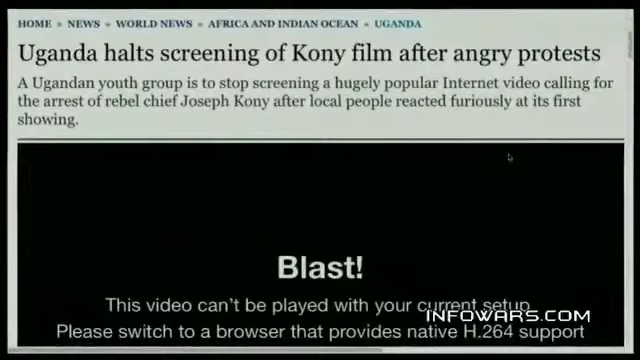 HOME » NEWS » WORLD NEWS » AFRICA AND INDIAN OCEAN » UGANDA
Uganda halts screening of Kony film after angry protests
A Ugandan youth group is to stop screening a hugely popular Internet video calling for
the arrest of rebel chief Joseph Kony after local people reacted furiously at its first
showing.
Blast!
This video can't be played with your current setup.
INFOWARS.COM
Please switch to a browser that provides native H.264 support